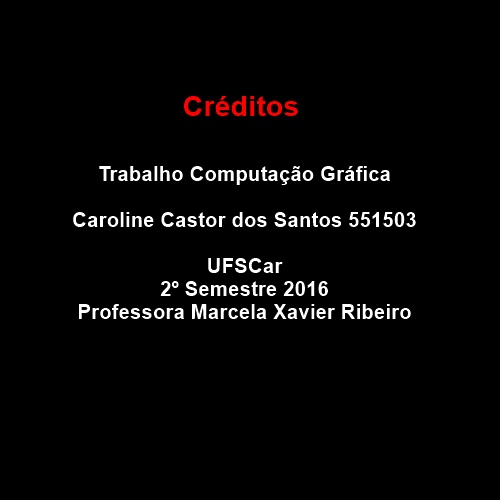 Créditos
Trabalho Computação Gráfica
Caroline Castor dos Santos 551503
UFSCar
2º Semestre 2016
Professora Marcela Xavier Ribeiro